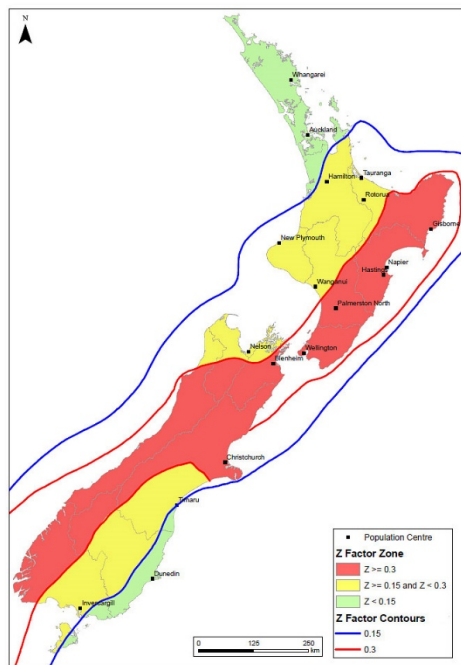 N
Whangarei
Auckland
Hamilton
Tauranga
Rotorua
Gisborne
New Plymouth
Napier
Hastings
Wanganui
Palmerston North
Nelson
Wellington
Blenheim
Christchurch
Timaru
Dunedin
Invercargill
Population Centre
Z Factor Zone
Z >= 0.3
Z >= 0.15 and Z < 0.3
Z < 0.15
Z Factor Contours
0.15
0.3
0 125 250
km